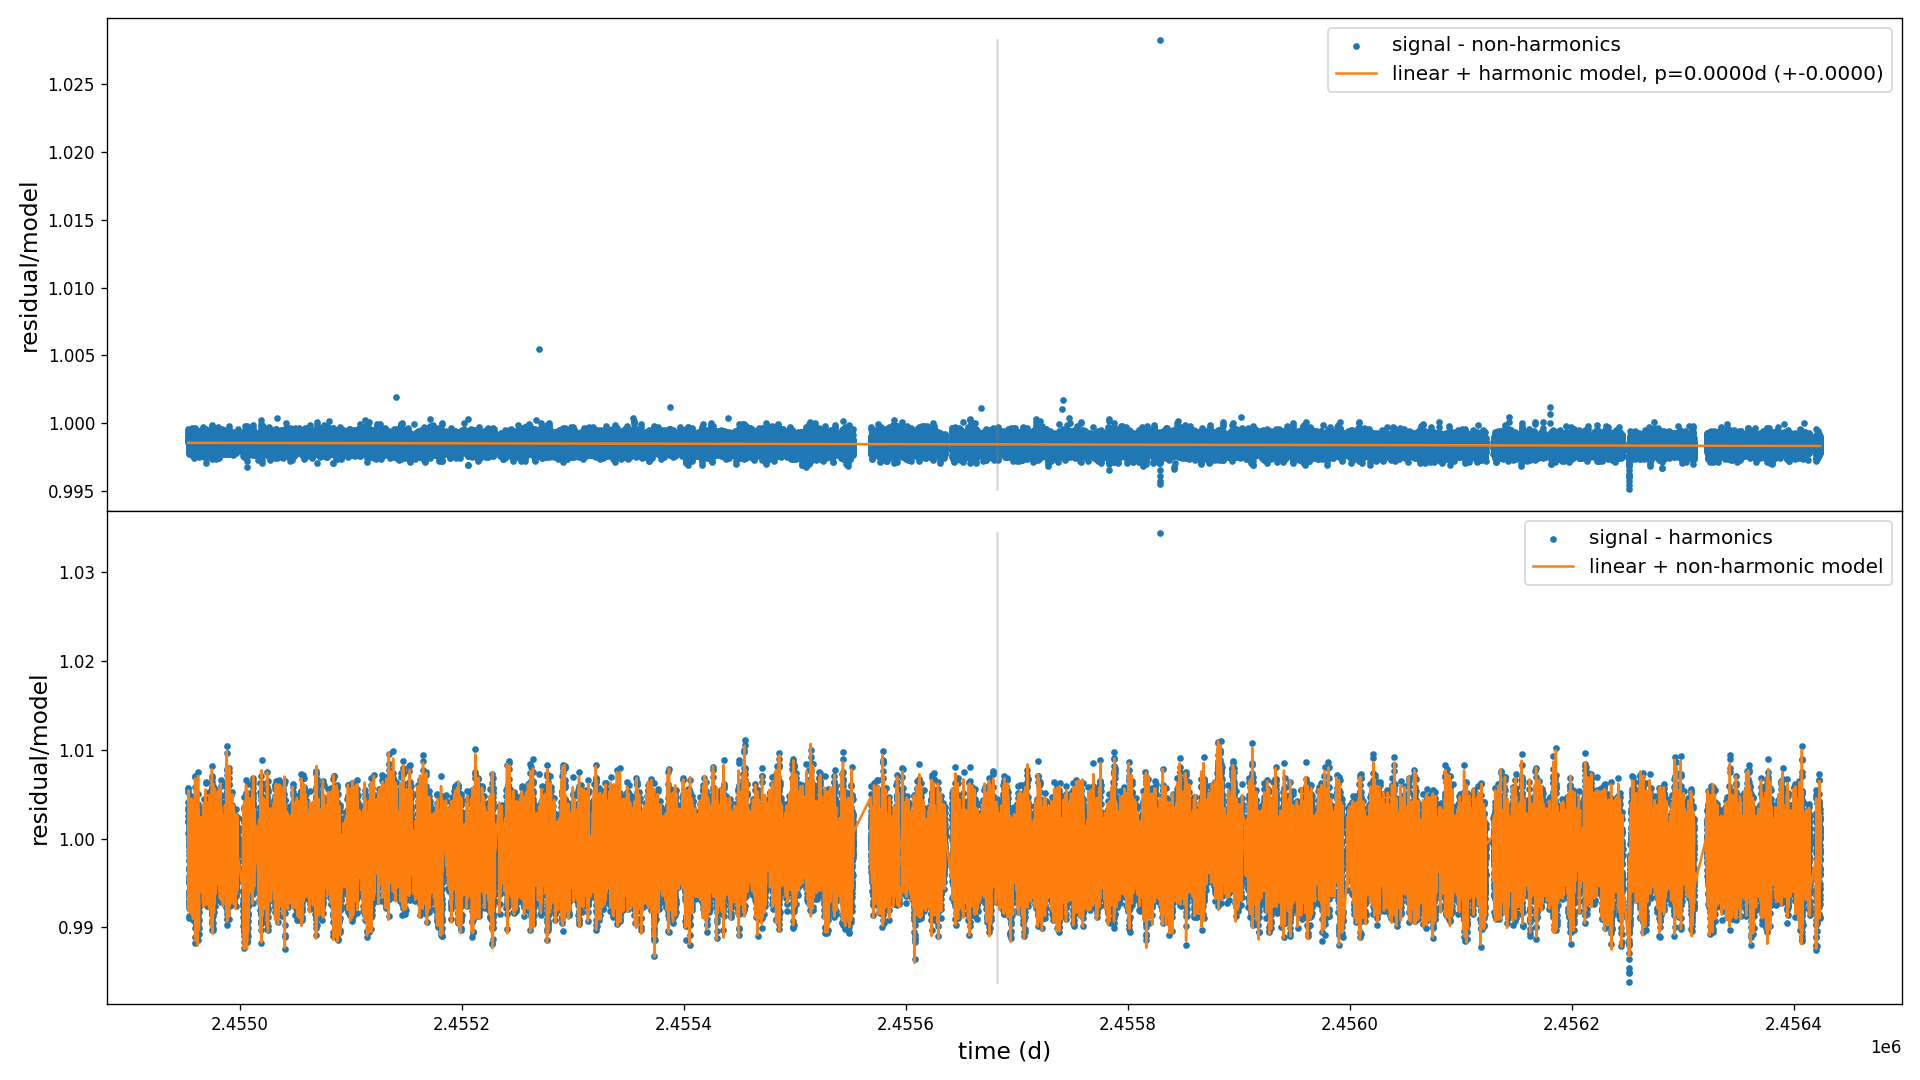 signal - non-harmonics
linear + harmonic model, p=0.0000d (+-0.0000)
1.025
1.020
1.015
1.010
1.005
1.000
0.995
residual/model
signal - harmonics
linear + non-harmonic model
1.03
1.02
1.01
1.00
0.99
residual/model
2.4550 2.4552 2.4554 2.4556 2.4558 2.4560 2.4562 2.4564
time (d)
1e6